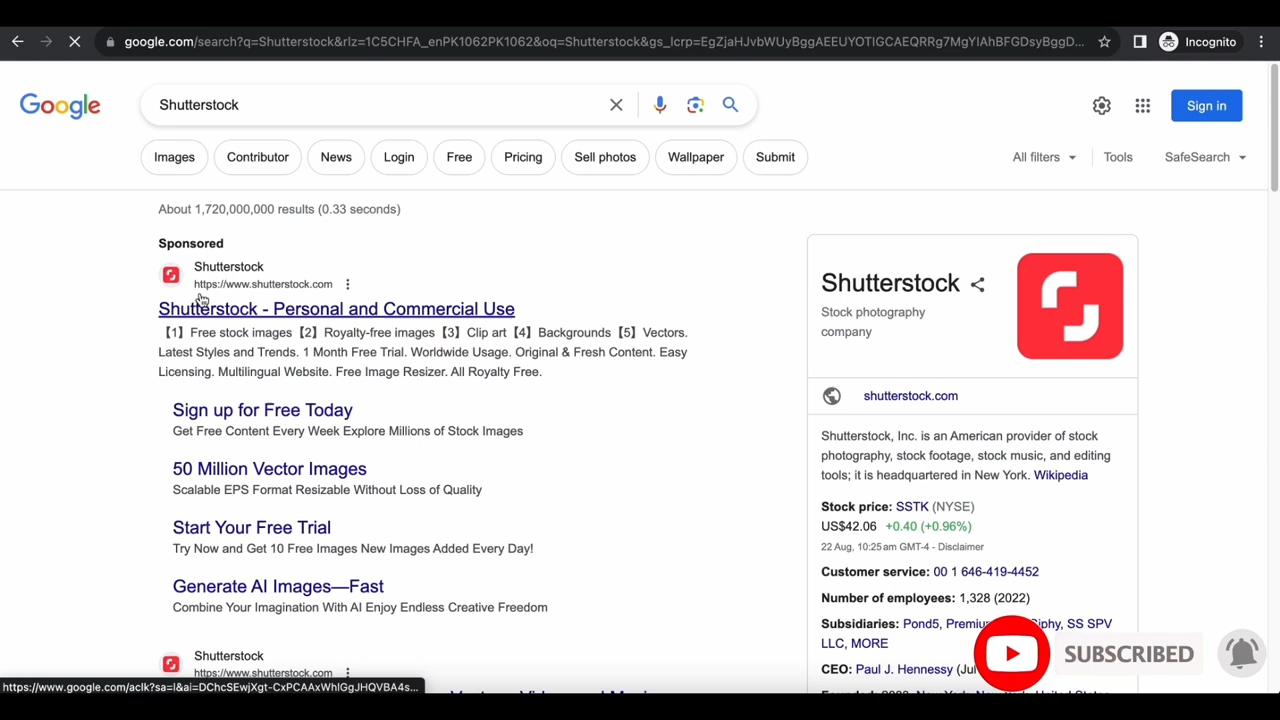 google.com/search?q=Shutterstock&rlz=1C5CHFA_enPK1062PK1062&oq=Shutterstock&gs_lcrp=EgZjaHJvbWUyBggAEEUYOTIGCAEQRRg7MgYIAhBFGDsyBggD...
Incognito
Google
Shutterstock
Sign in
Images
Contributor
News
Login
Free
Pricing
Sell photos
Wallpaper
Submit
All filters
Tools
SafeSearch
About 1,720,000,000 results (0.33 seconds)
Sponsored
Shutterstock
https://www.shutterstock.com
Shutterstock - Personal and Commercial Use
【1】 Free stock images【2】 Royalty-free images【3】 Clip art【4】 Backgrounds【5】 Vectors.
Latest Styles and Trends. 1 Month Free Trial. Worldwide Usage. Original & Fresh Content. Easy
Licensing. Multilingual Website. Free Image Resizer. All Royalty Free.
Sign up for Free Today
Get Free Content Every Week Explore Millions of Stock Images
50 Million Vector Images
Scalable EPS Format Resizable Without Loss of Quality
Start Your Free Trial
Try Now and Get 10 Free Images New Images Added Every Day!
Generate AI Images—Fast
Combine Your Imagination With AI Enjoy Endless Creative Freedom
Shutterstock
https://www.shutterstock.com
Shutterstock
Stock photography
company
shutterstock.com
Shutterstock, Inc. is an American provider of stock
photography, stock footage, stock music, and editing
tools; it is headquartered in New York. Wikipedia
Stock price: SSTK (NYSE)
US$42.06 +0.40 (+0.96%)
22 Aug, 10:25 am GMT-4 - Disclaimer
Customer service: 00 1 646-419-4452
Number of employees: 1,328 (2022)
Subsidiaries: Pond5, SS SPV
LLC, MORE
CEO: Paul J. Hennessy
SUBSCRIBED
https://www.google.com/aclk?sa=l&ai=DChcSEwjXgt-CxPCAAxWhlGgJHQVBA4s...